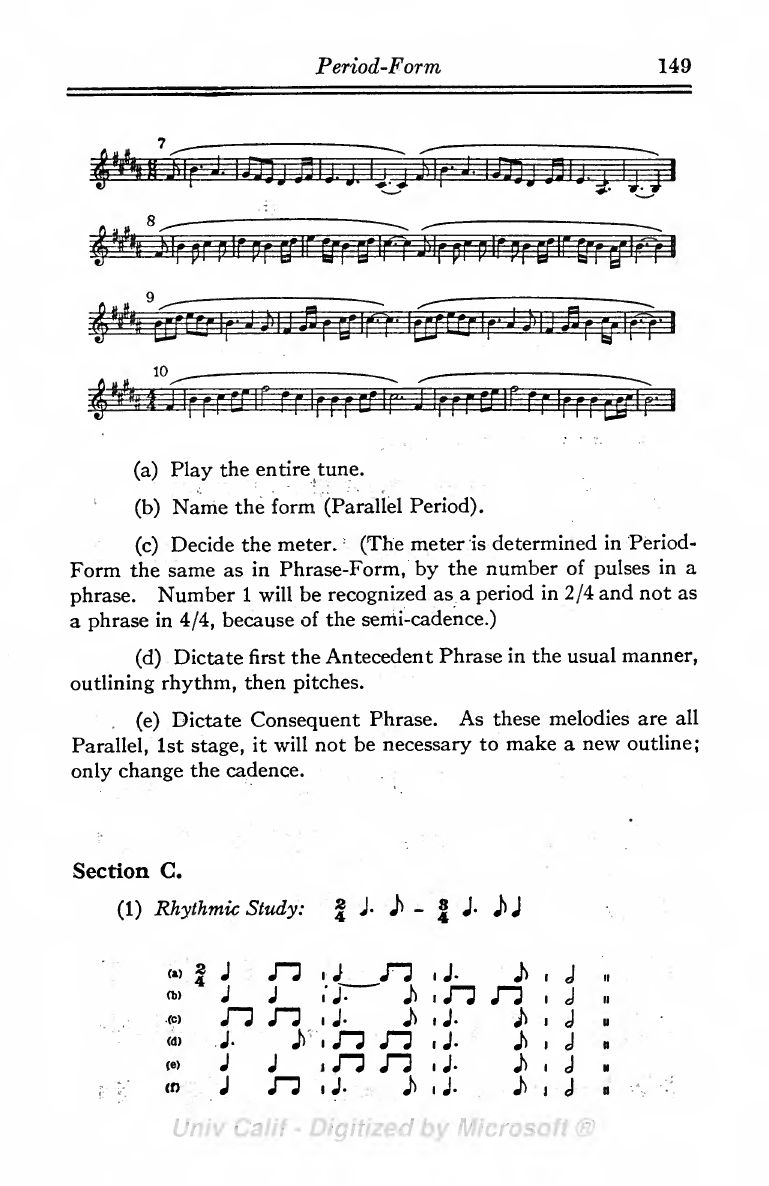 Period-Form 149
7
8
9
10
4
4
(a) Play the entire tune.
(b) Name the form (Parallel Period).
(c) Decide the meter. (The meter is determined in Period-
Form the same as in Phrase-Form, by the number of pulses in a
phrase. Number 1 will be recognized as a period in 2/4 and not as
a phrase in 4/4, because of the semi-cadence.)
(d) Dictate first the Antecedent Phrase in the usual manner,
outlining rhythm, then pitches.
(e) Dictate Consequent Phrase. As these melodies are all
Parallel, 1st stage, it will not be necessary to make a new outline;
only change the cadence.
Section C.
(1) Rhythmic Study: 2/4 ♩. ♪ - 3/4 ♩. ♪♩
(a) 2/4
(b)
(c)
(d)
(e)
(f)
Univ Calif - Digitized by Microsoft ®